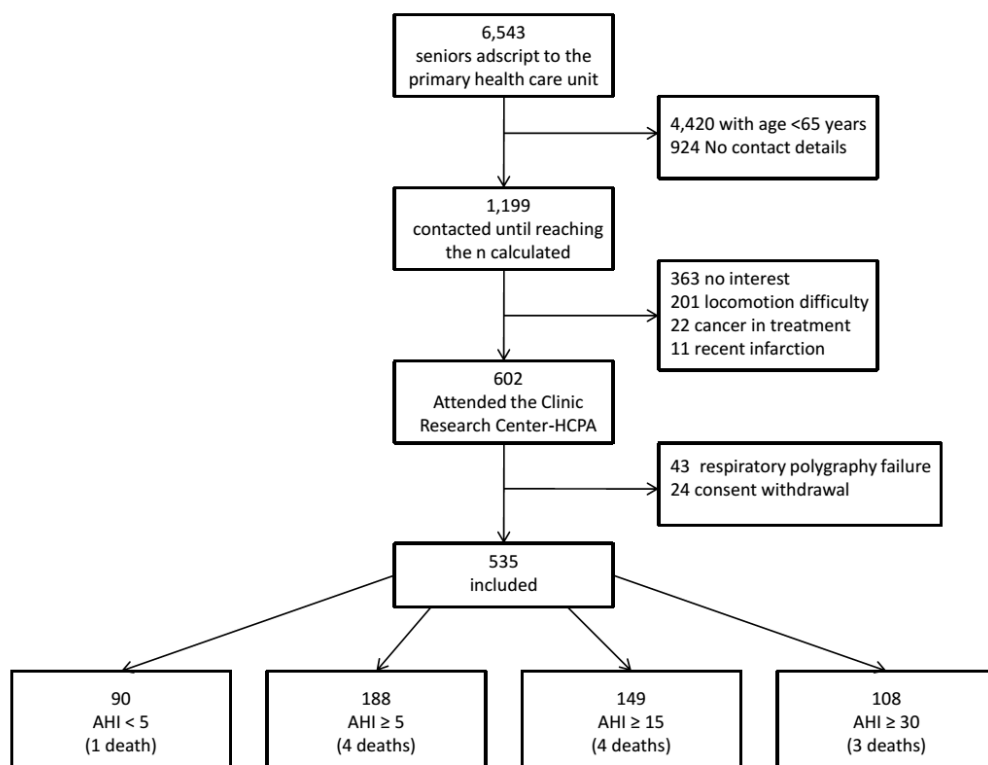 6,543
seniors adscript to the
primary health care unit
4,420 with age <65 years
924 No contact details
1,199
contacted until reaching
the n calculated
363 no interest
201 locomotion difficulty
22 cancer in treatment
11 recent infarction
602
Attended the Clinic
Research Center-HCPA
43 respiratory polygraphy failure
24 consent withdrawal
535
included
90
AHI < 5
(1 death)
188
AHI ≥ 5
(4 deaths)
149
AHI ≥ 15
(4 deaths)
108
AHI ≥ 30
(3 deaths)